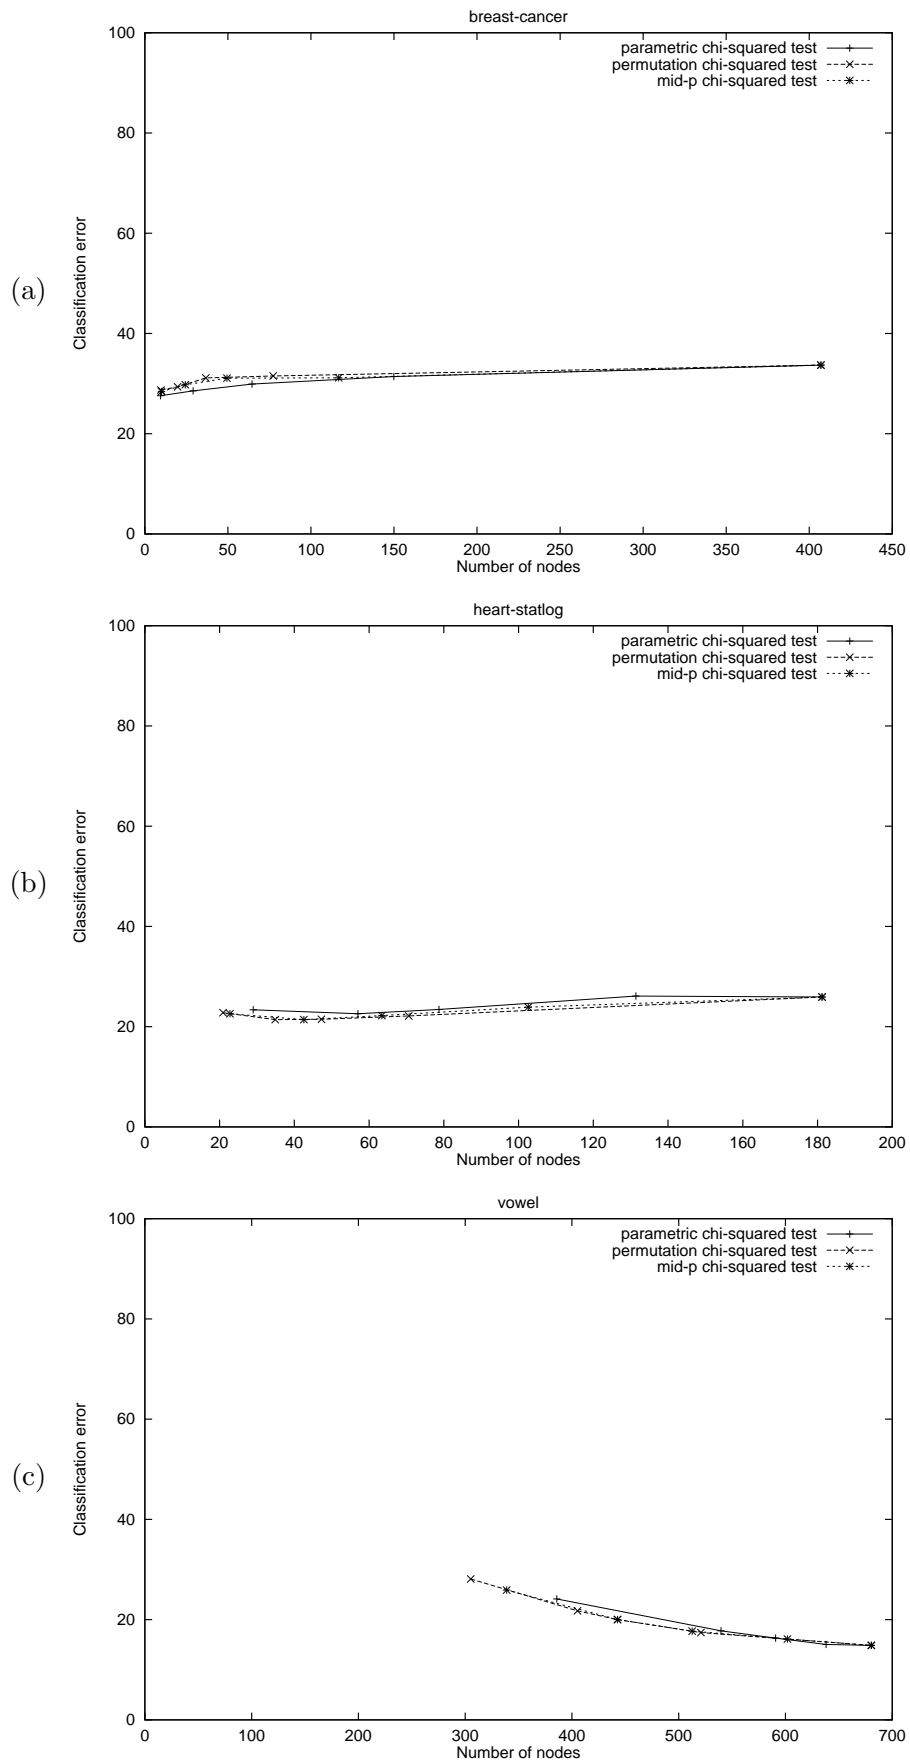 breast-cancer
100
80
60
40
20
0
Classification error
(a)
parametric chi-squared test
permutation chi-squared test
mid-p chi-squared test
0 50 100 150 200 250 300 350 400 450
Number of nodes
heart-statlog
100
80
60
40
20
0
Classification error
(b)
parametric chi-squared test
permutation chi-squared test
mid-p chi-squared test
0 20 40 60 80 100 120 140 160 180 200
Number of nodes
vowel
100
80
60
40
20
0
Classification error
(c)
parametric chi-squared test
permutation chi-squared test
mid-p chi-squared test
0 100 200 300 400 500 600 700
Number of nodes